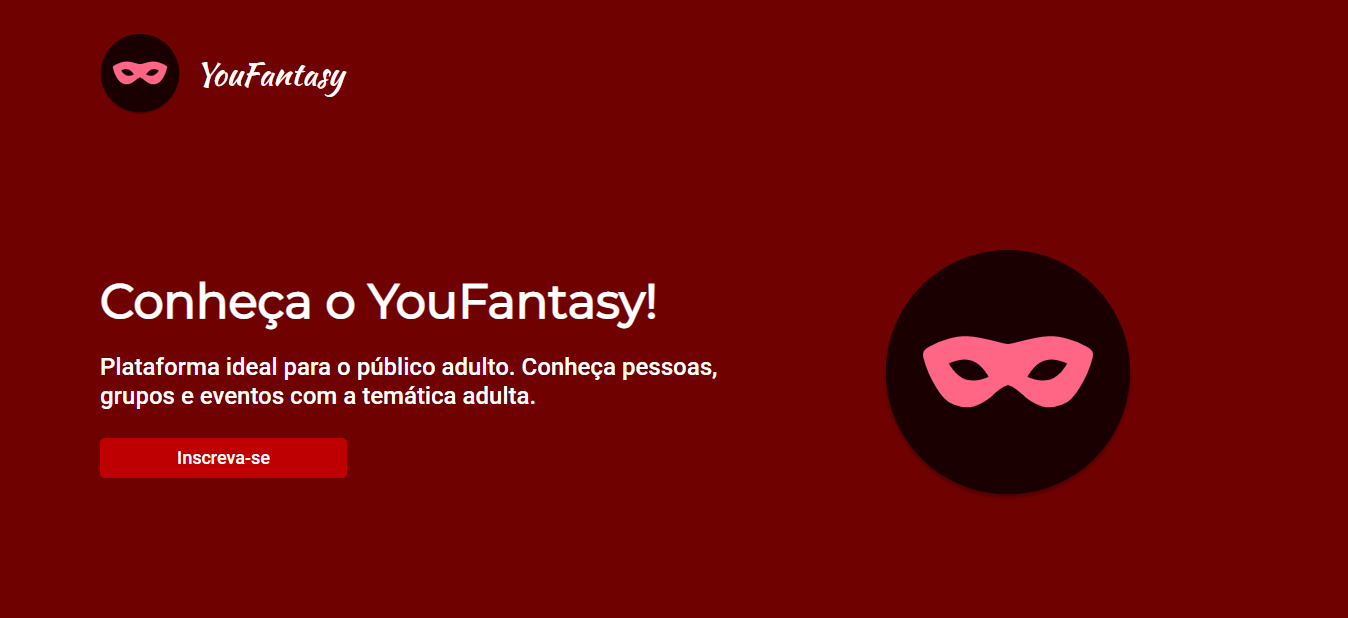 YouFantasy
Conheça o YouFantasy!
Plataforma ideal para o público adulto. Conheça pessoas,
grupos e eventos com a temática adulta.
Inscreva-se